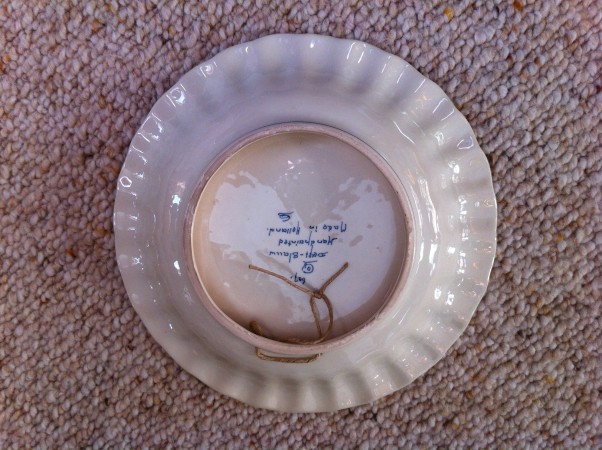 Delft-Blauw
Handpainted
Made in
Holland.